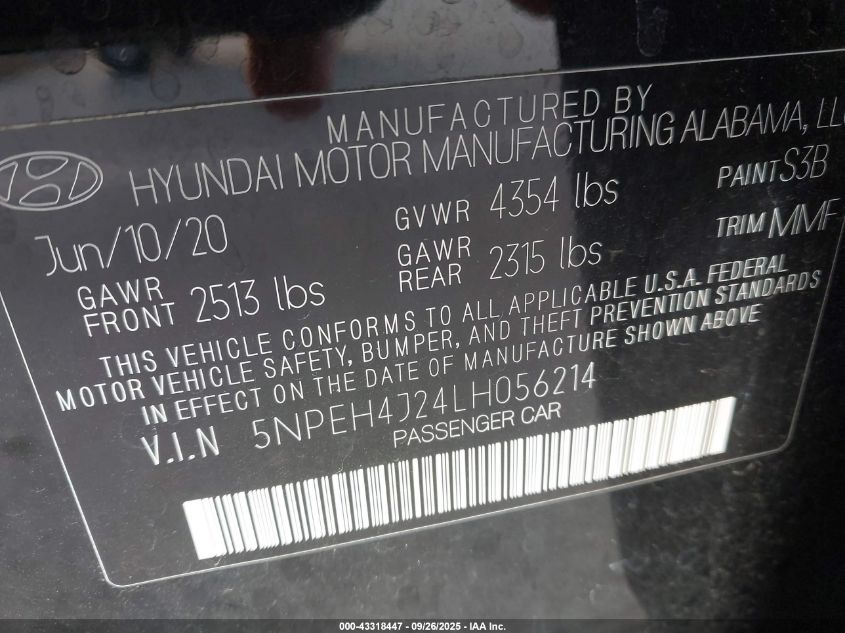 MANUFACTURED BY
HYUNDAI MOTOR MANUFACTURING ALABAMA, LLC
Jun/10/20 GVWR 4354 lbs PAINT S3B
GAWR FRONT 2513 lbs GAWR REAR 2315 lbs TRIM MMF
THIS VEHICLE CONFORMS TO ALL APPLICABLE U.S.A. FEDERAL
MOTOR VEHICLE SAFETY, BUMPER, AND THEFT PREVENTION STANDARDS
IN EFFECT ON THE DATE OF MANUFACTURE SHOWN ABOVE
V.I.N 5NPEH4J24LH056214
PASSENGER CAR
000-43318447 - 09/26/2025 - IAA Inc.